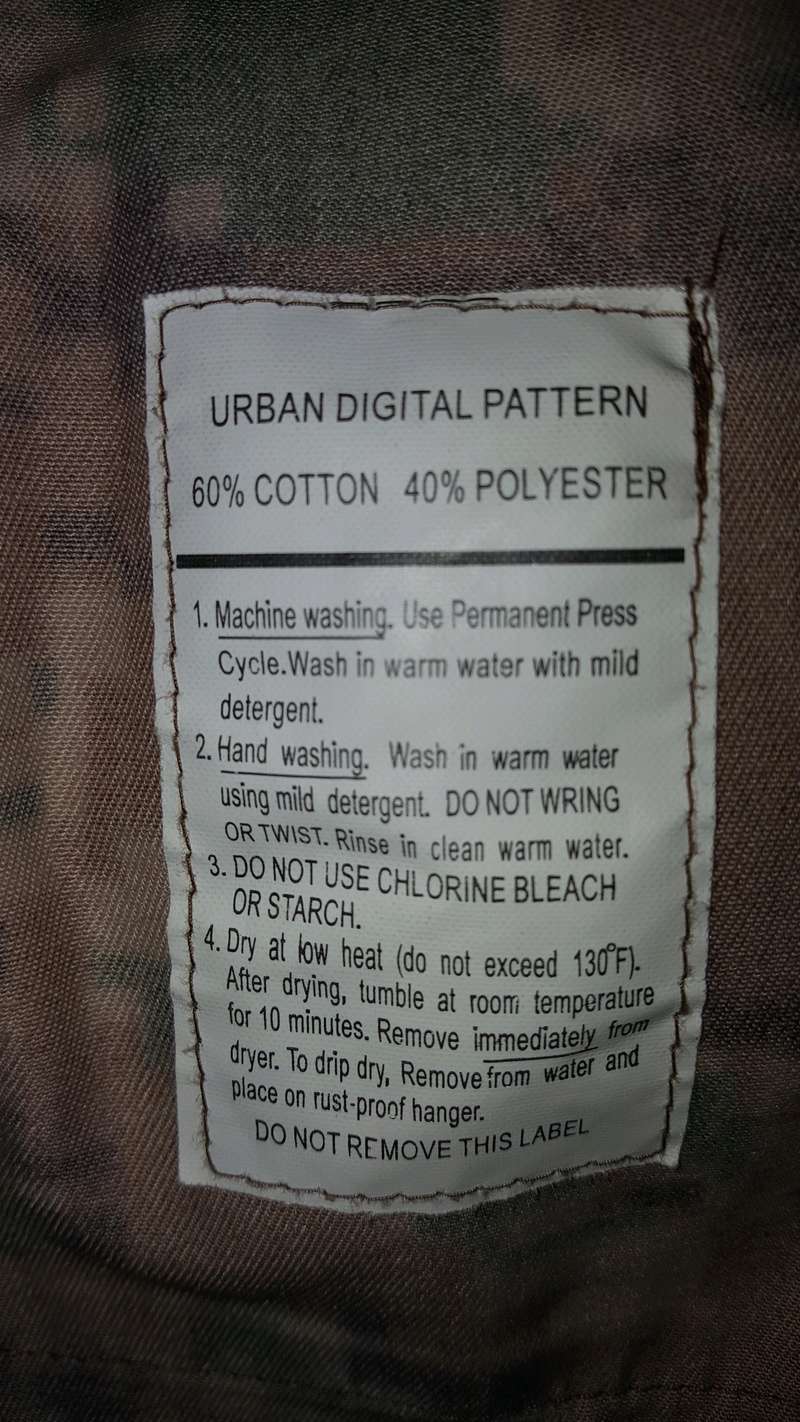 URBAN DIGITAL PATTERN
60% COTTON 40% POLYESTER
1. Machine washing. Use Permanent Press
Cycle.Wash in warm water with mild
detergent.
2. Hand washing. Wash in warm water
using mild detergent. DO NOT WRING
OR TWIST. Rinse in clean warm water.
3. DO NOT USE CHLORINE BLEACH
OR STARCH.
4. Dry at low heat (do not exceed 130°F).
After drying, tumble at room temperature
for 10 minutes. Remove immediately from
dryer. To drip dry, Remove from water and
place on rust-proof hanger.
DO NOT REMOVE THIS LABEL